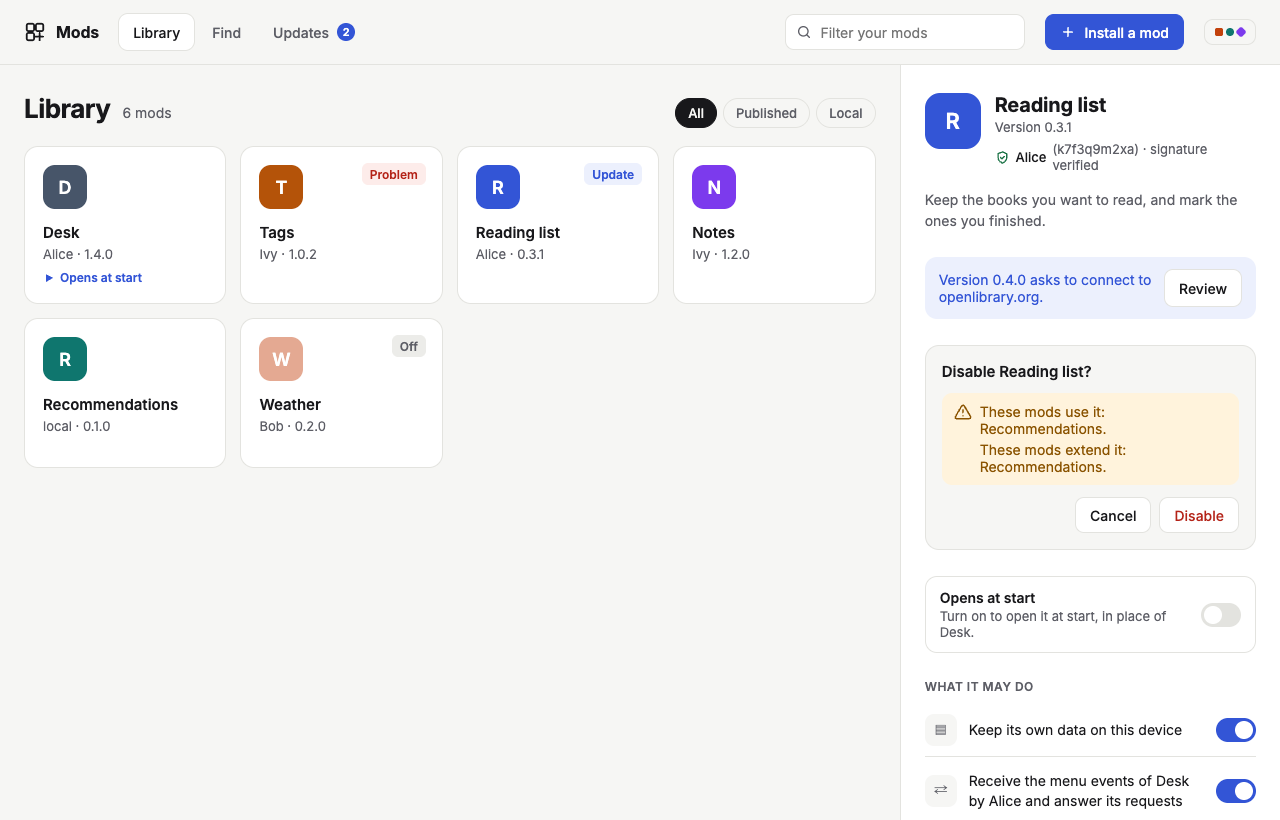 Mods
Library
Find
Updates 2
Filter your mods
Install a mod
Library 6 mods
All
Published
Local
D
Desk
Alice · 1.4.0
Opens at start
T
Problem
Tags
Ivy · 1.0.2
R
Update
Reading list
Alice · 0.3.1
N
Notes
Ivy · 1.2.0
R
Recommendations
local · 0.1.0
W
Off
Weather
Bob · 0.2.0
R
Reading list
Version 0.3.1
Alice (k7f3q9m2xa) · signature
verified
Keep the books you want to read, and mark the
ones you finished.
Version 0.4.0 asks to connect to
openlibrary.org.
Review
Disable Reading list?
These mods use it:
Recommendations.
These mods extend it:
Recommendations.
Cancel
Disable
Opens at start
Turn on to open it at start, in place of
Desk.
WHAT IT MAY DO
Keep its own data on this device
Receive the menu events of Desk
by Alice and answer its requests